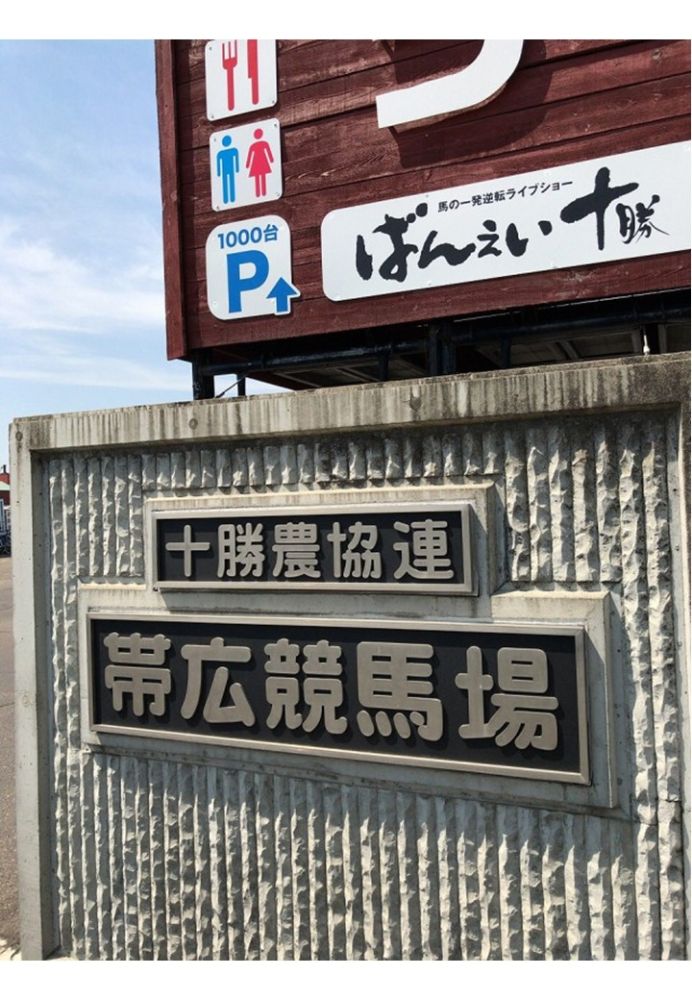 1000台
P
馬の一発逆転ライブショー
ばんえい十勝
十勝農協連
帯広競馬場